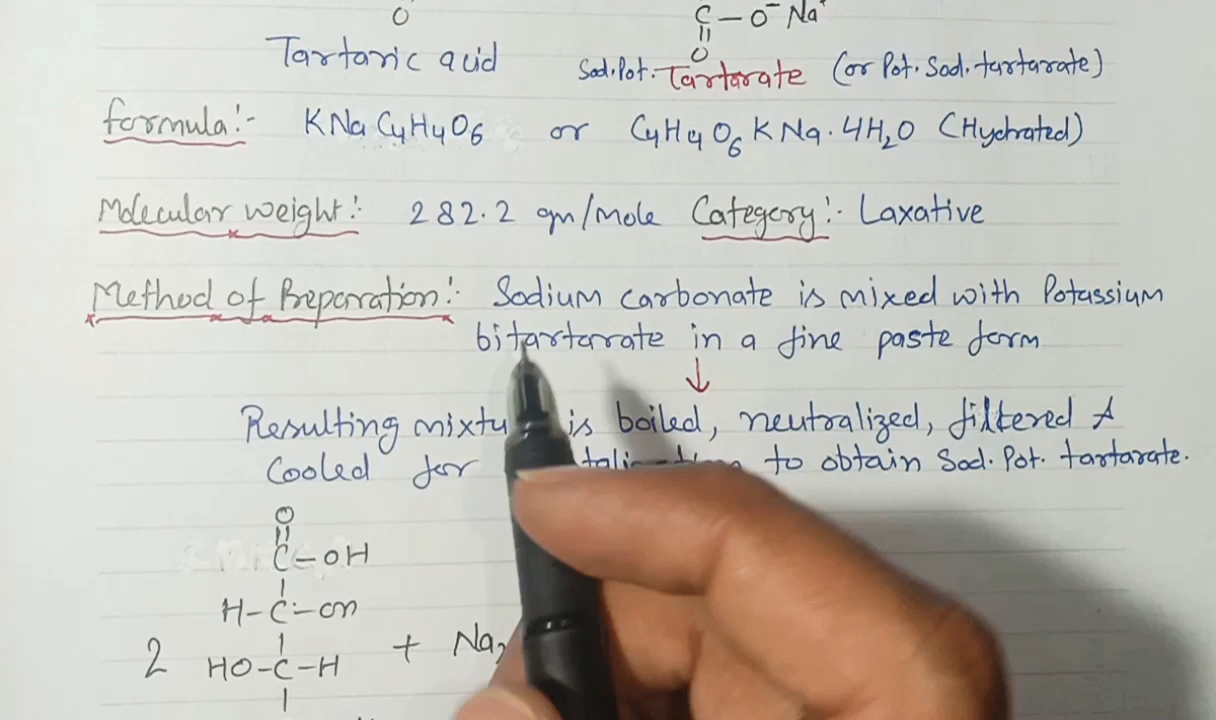 O C - O⁻ Na⁺
||
O
Tartaric acid Sod. Pot. Tartarate (or Pot. Sod. tartarate)
formula:- KNaC4H4O6 or C4H4O6KNa.4H2O (Hydrated)
Molecular weight:- 282.2 gm/mole Category:- Laxative
Method of Preparation:- Sodium carbonate is mixed with Potassium
bitartarate in a fine paste form
↓
Resulting is boiled, neutralized, filtered &
Cooled for to obtain Sod. Pot. tartarate.
O
||
C-OH
|
H-C-OH
|
2 HO-C-H + Na2
|